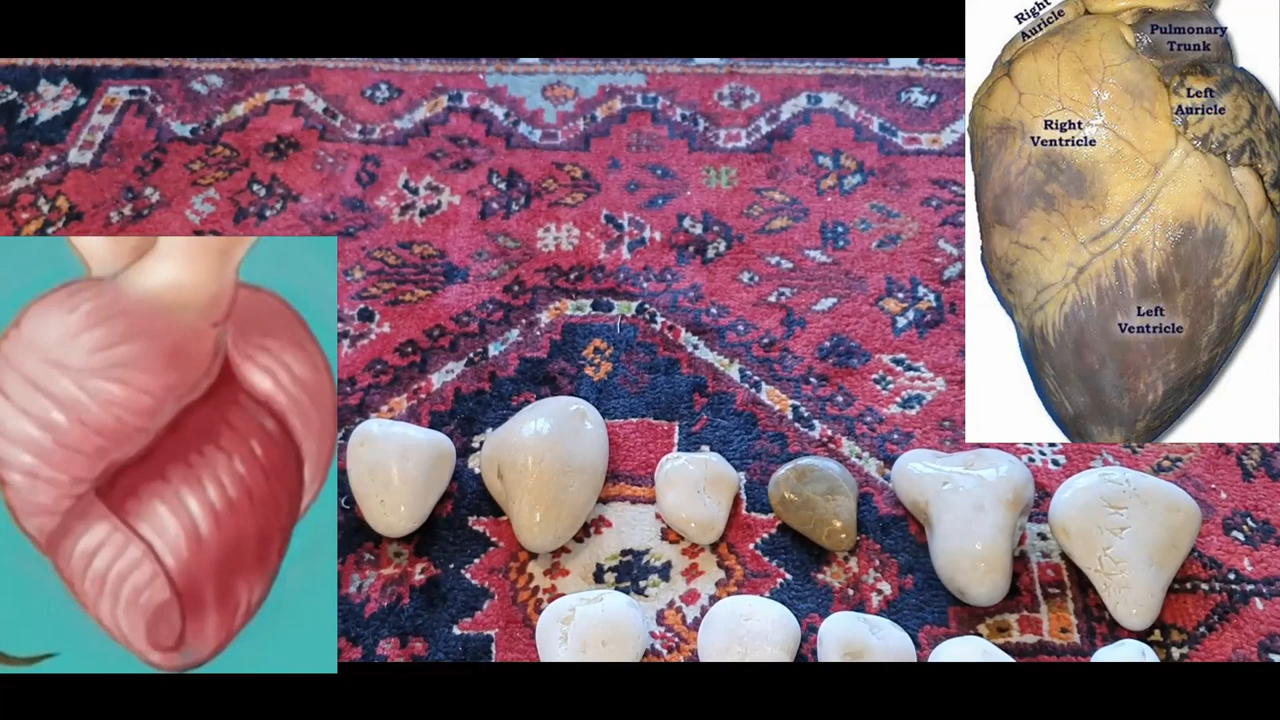 Right
Auricle
Pulmonary
Trunk
Left
Auricle
Right
Ventricle
Left
Ventricle